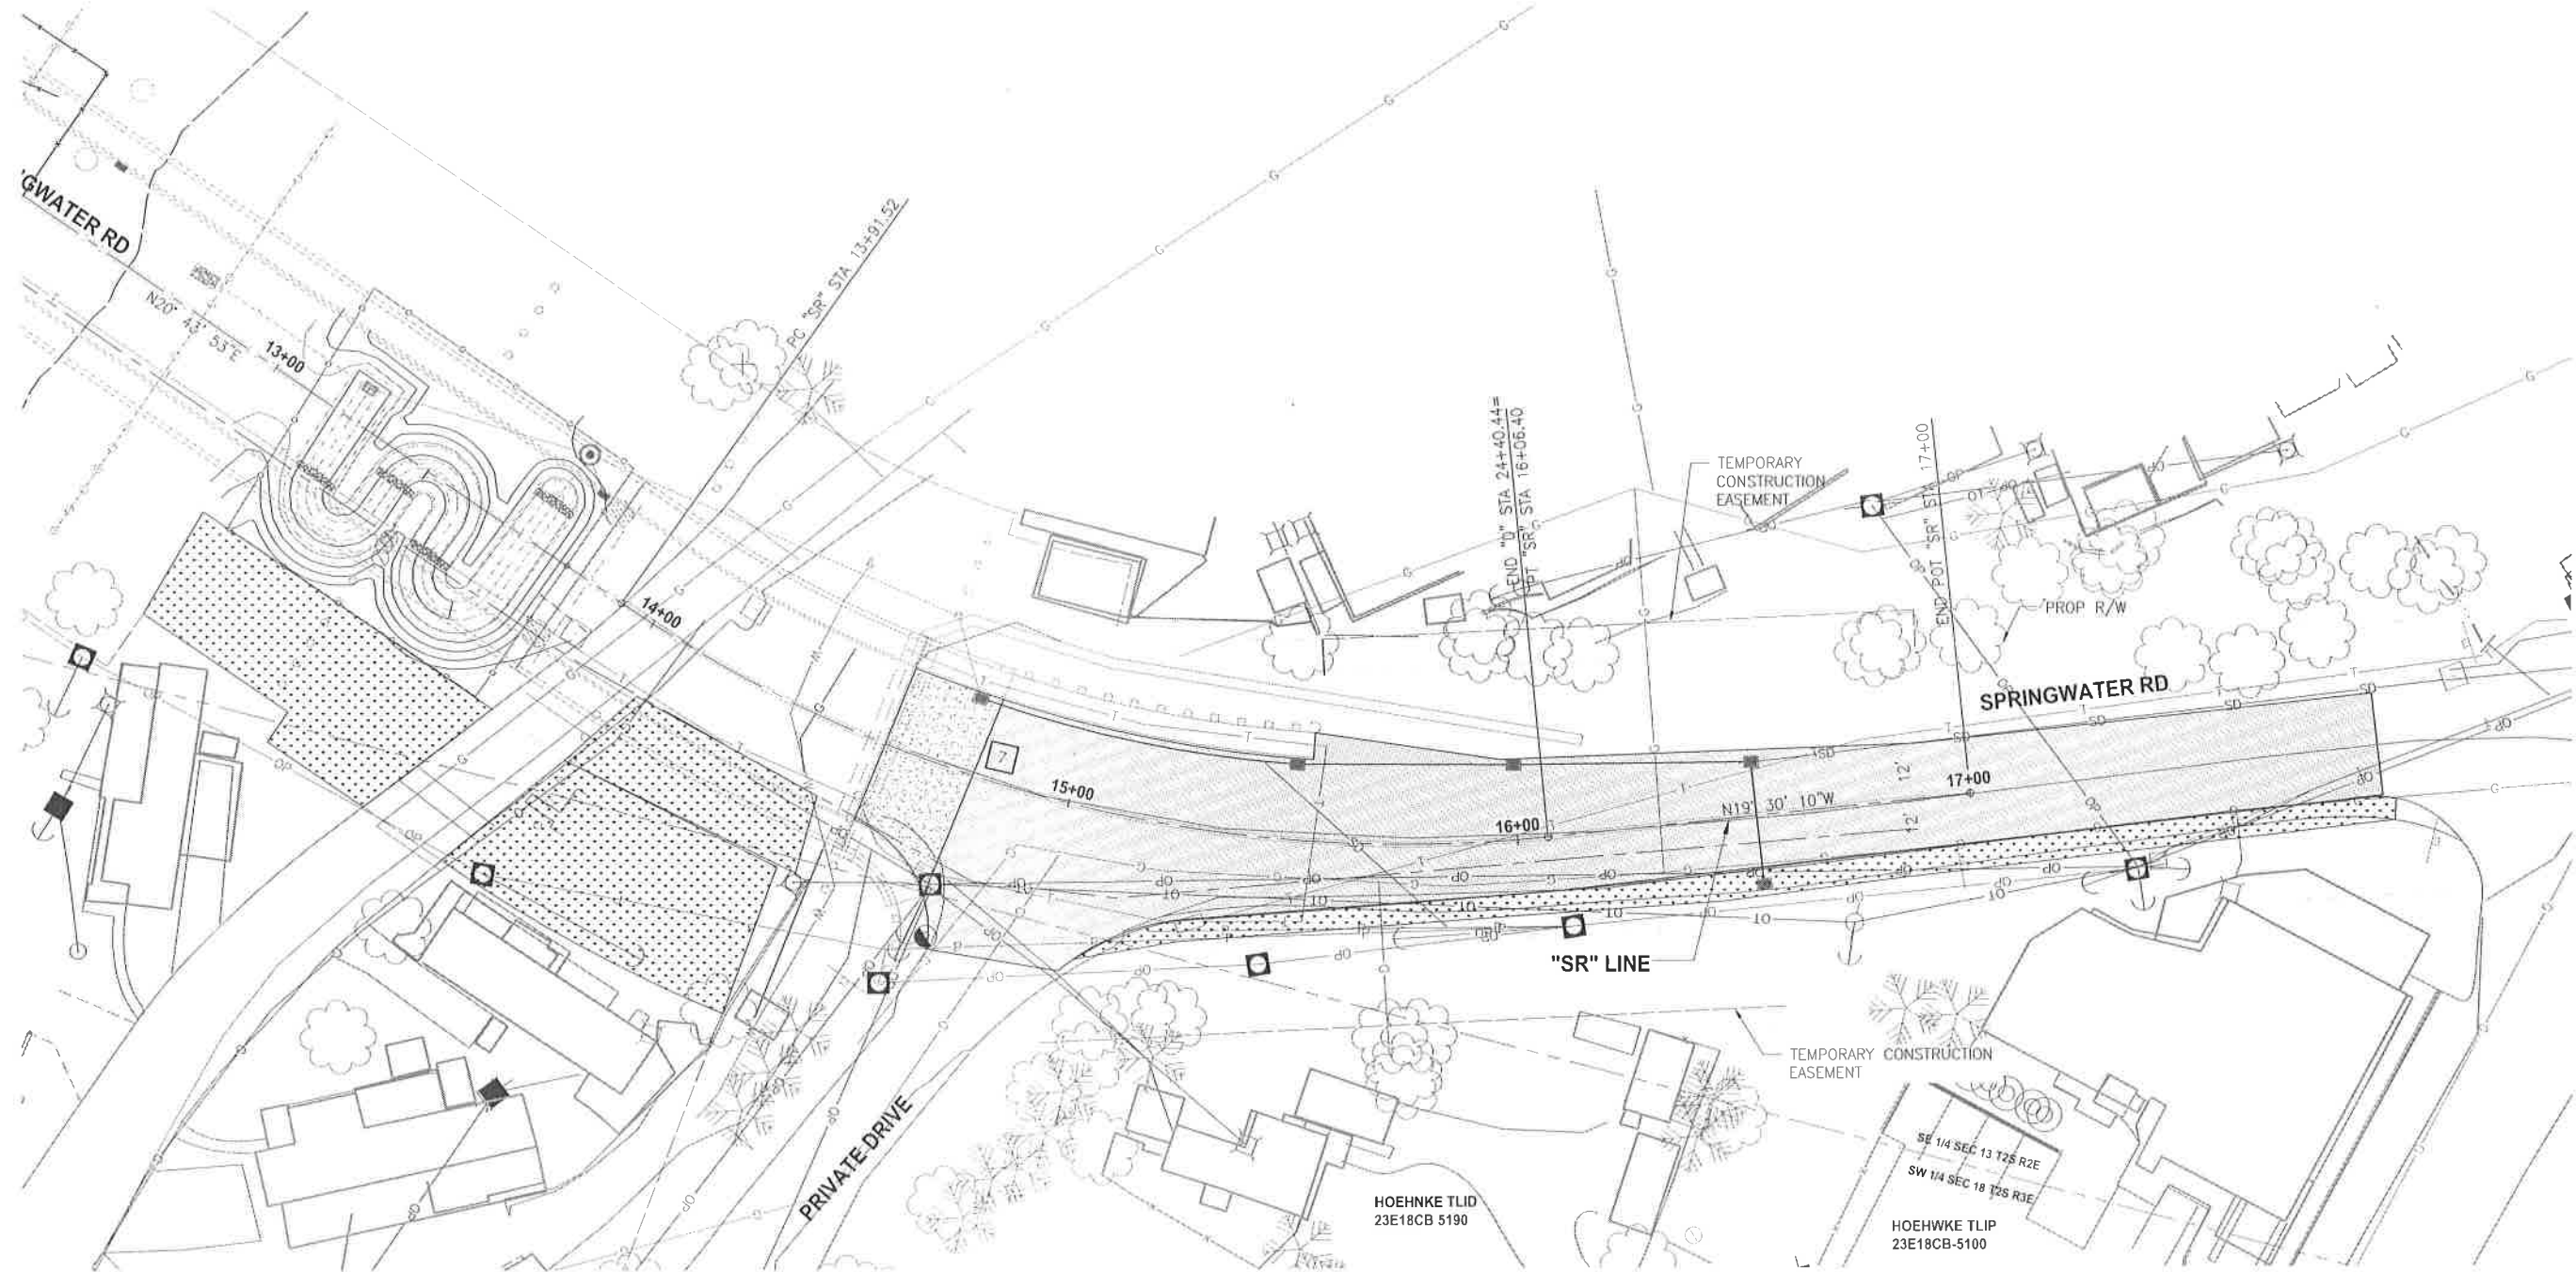 GWATER RD
N20° 43' 53"E
13+00
PC "SR" STA 13+91.52
14+00
7
15+00
END "D" STA 24+40.44=
PT "SR" STA 16+06.40
16+00
TEMPORARY
CONSTRUCTION
EASEMENT
END POT "SR" STA 17+00
PROP R/W
SPRINGWATER RD
N19° 30' 10"W
12'
12'
17+00
"SR" LINE
TEMPORARY CONSTRUCTION
EASEMENT
PRIVATE DRIVE
HOEHNKE TLID
23E18CB 5190
SE 1/4 SEC 13 T2S R2E
SW 1/4 SEC 18 T2S R3E
HOEHWKE TLIP
23E18CB-5100